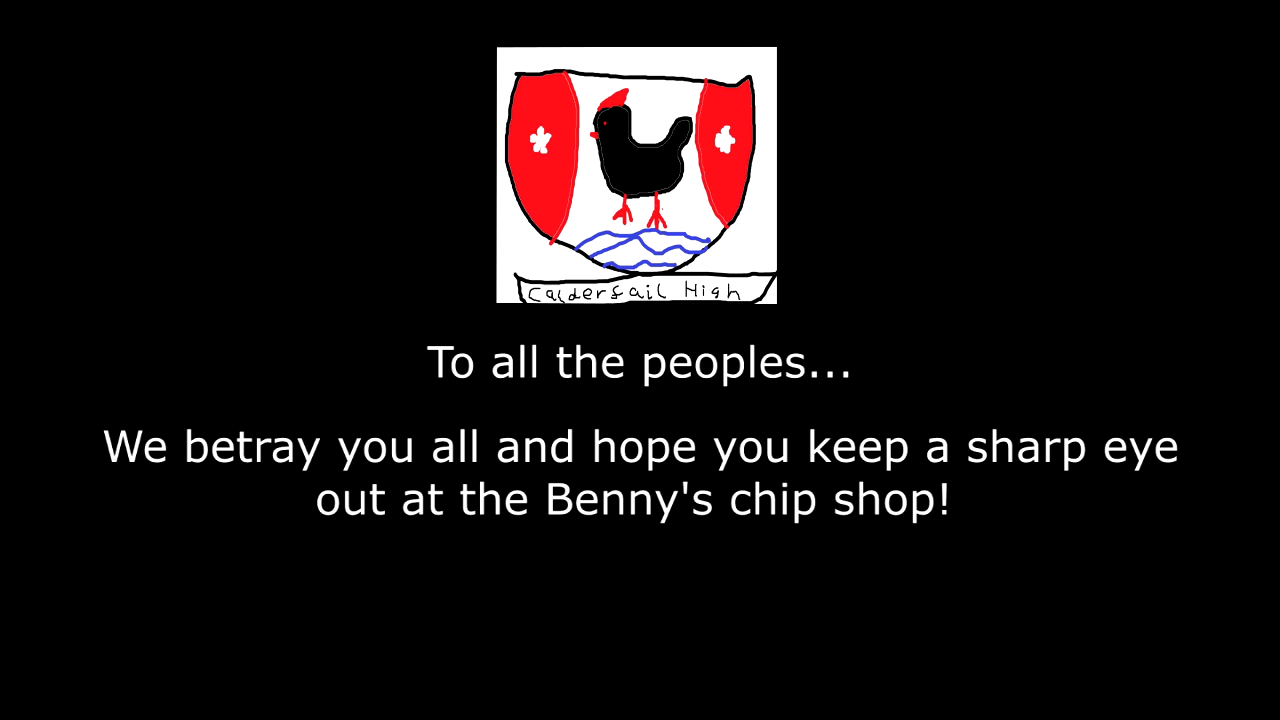 Calderfail High
To all the peoples...
We betray you all and hope you keep a sharp eye
out at the Benny's chip shop!